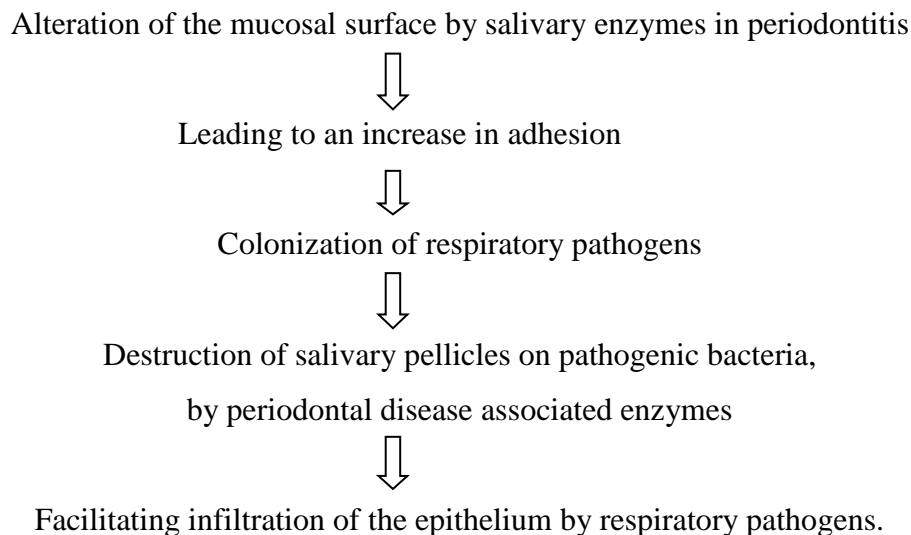 Alteration of the mucosal surface by salivary enzymes in periodontitis
Leading to an increase in adhesion
Colonization of respiratory pathogens
Destruction of salivary pellicles on pathogenic bacteria,
by periodontal disease associated enzymes
Facilitating infiltration of the epithelium by respiratory pathogens.